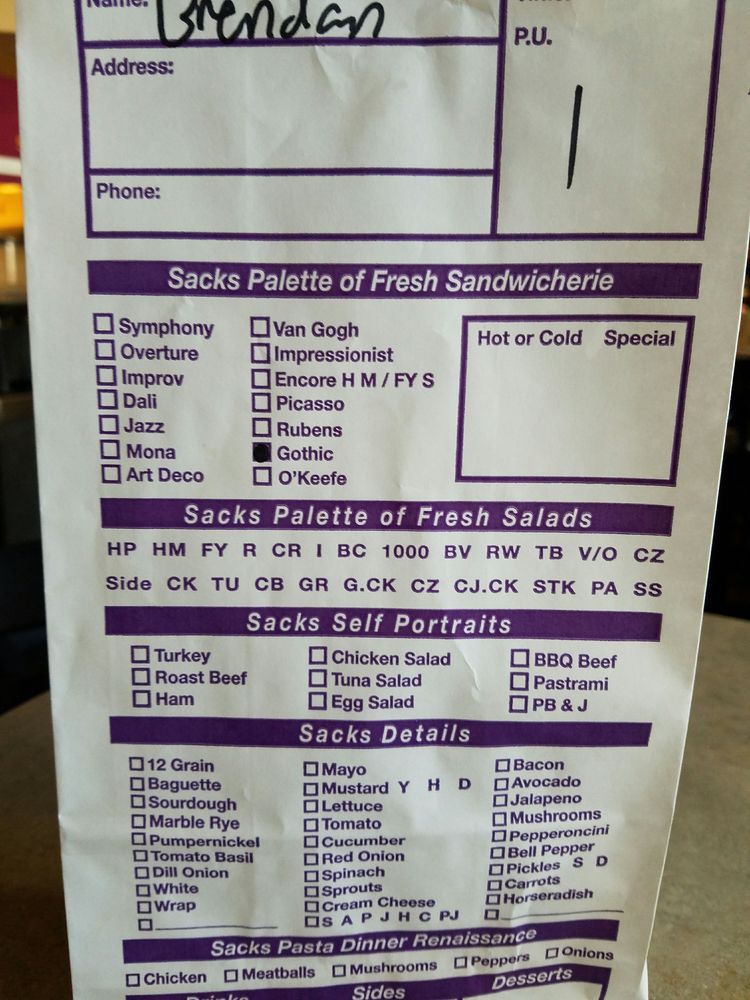 Name: Brendan
P.U.
Address:
Phone:
Sacks Palette of Fresh Sandwicherie
Symphony Van Gogh Hot or Cold Special
Overture Impressionist
Improv Encore H M / FY S
Dali Picasso
Jazz Rubens
Mona Gothic
Art Deco O'Keefe
Sacks Palette of Fresh Salads
HP HM FY R CR I BC 1000 BV RW TB V/O CZ
Side CK TU CB GR G.CK CZ CJ.CK STK PA SS
Sacks Self Portraits
Turkey Chicken Salad BBQ Beef
Roast Beef Tuna Salad Pastrami
Ham Egg Salad PB & J
Sacks Details
12 Grain Mayo Bacon
Baguette Mustard Y H D Avocado
Sourdough Lettuce Jalapeno
Marble Rye Tomato Mushrooms
Pumpernickel Cucumber Pepperoncini
Tomato Basil Red Onion Bell Pepper
Dill Onion Spinach Pickles S D
White Sprouts Carrots
Wrap Cream Cheese Horseradish
S A P J H C PJ
Sacks Pasta Dinner Renaissance
Chicken Meatballs Mushrooms Peppers Onions
Drinks Sides Desserts